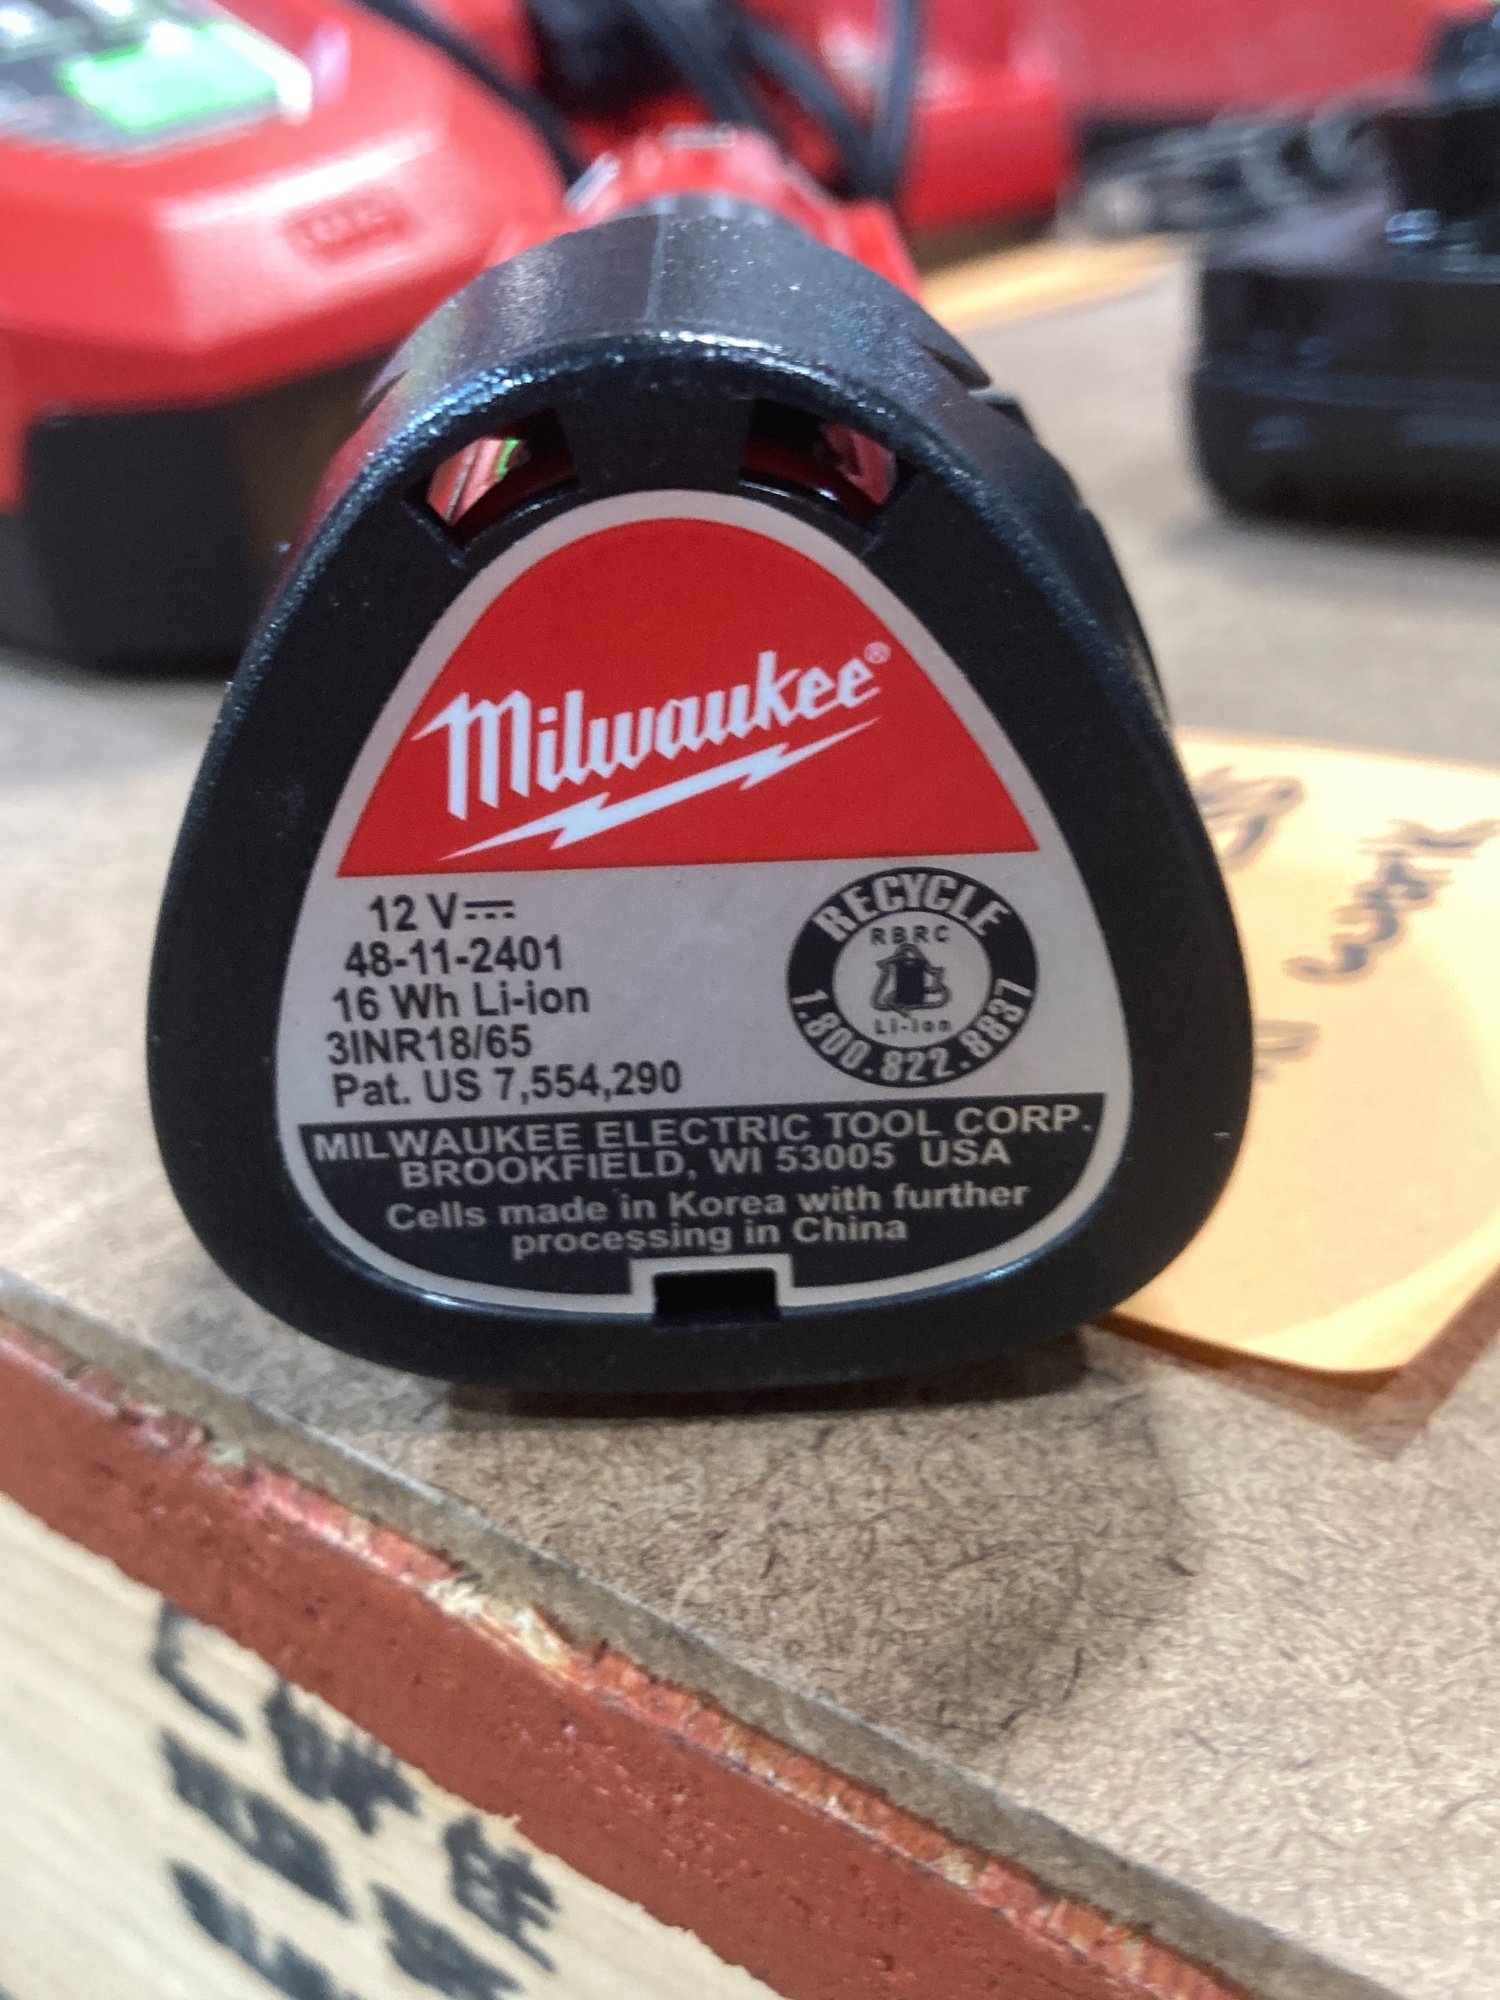 Milwaukee®
12 V
48-11-2401
16 Wh Li-ion
3INR18/65
Pat. US 7,554,290
RECYCLE
RBRC
Li-Ion
1.800.822.8837
MILWAUKEE ELECTRIC TOOL CORP.
BROOKFIELD, WI 53005 USA
Cells made in Korea with further
processing in China